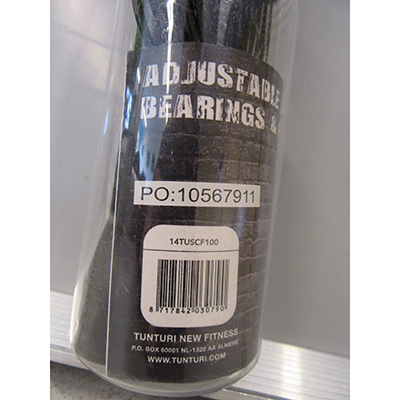 ADJUSTABLE
BEARINGS &
PO:10567911
14TUSCF100
8 717842 030790
TUNTURI NEW FITNESS
P.O. BOX 60001 NL-1320 AA ALMERE
WWW.TUNTURI.COM